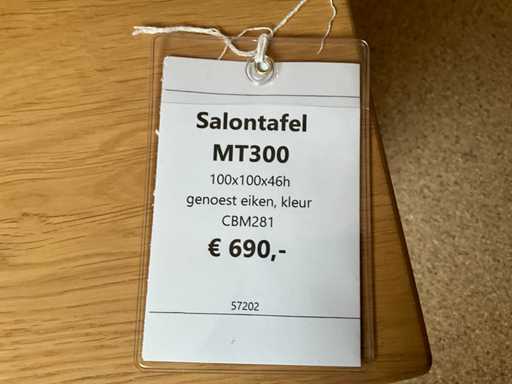 Salontafel
MT300
100x100x46h
genoest eiken, kleur
CBM281
€ 690,-
57202